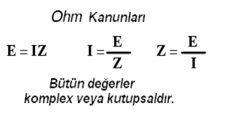 Ohm Kanunları
E = IZ    I = E/Z    Z = E/I
Bütün değerler
komplex veya kutupsaldır.